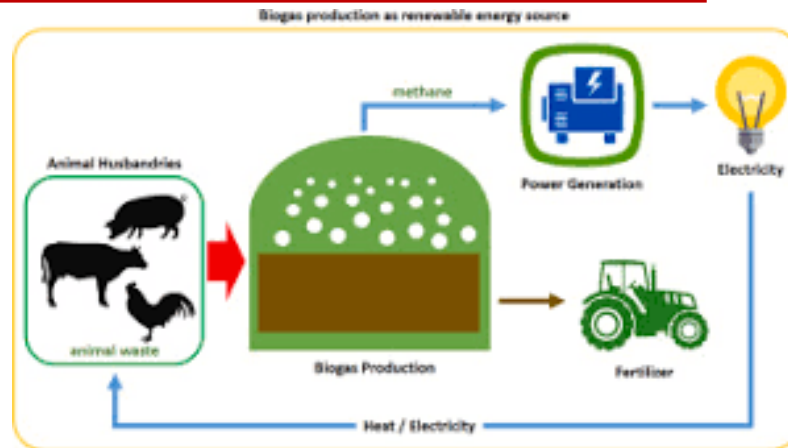 Biogas production as renewable energy source
methane
Animal Husbandries
Power Generation
Electricity
animal waste
Biogas Production
Fertilizer
Heat / Electricity